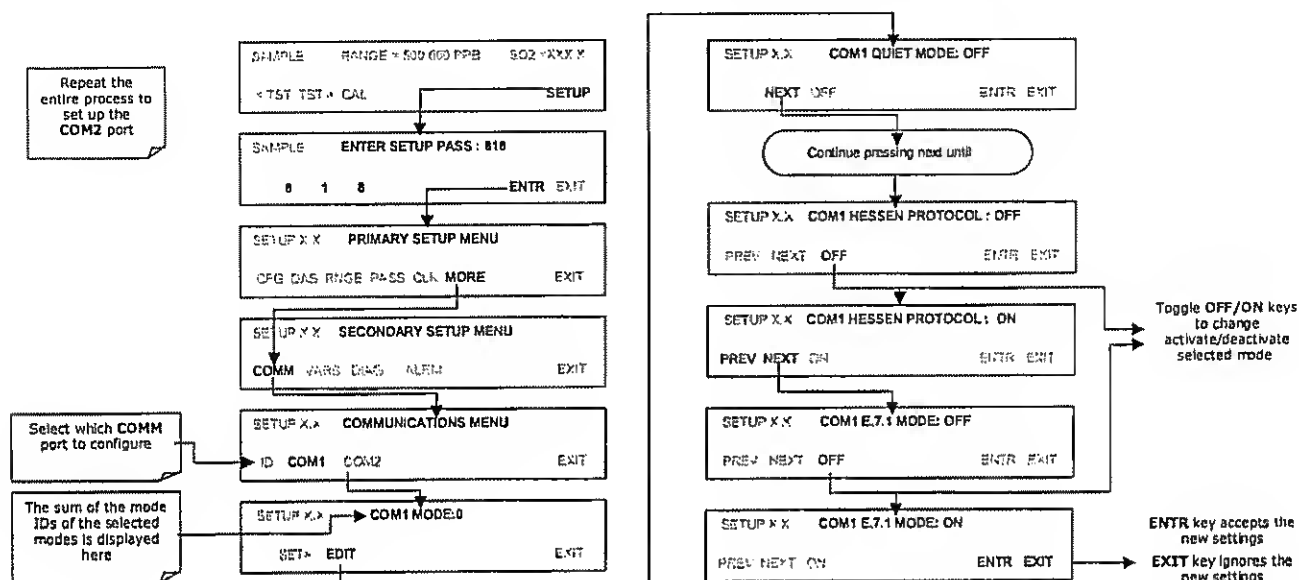 Repeat the
entire process to
set up the
COM2 port
SAMPLE RANGE = 500.000 PPB SO2 =XXX.X
< TST TST > CAL SETUP
SAMPLE ENTER SETUP PASS : 818
8 1 8 ENTR EXIT
SETUP X.X PRIMARY SETUP MENU
CFG DAS RNGE PASS CLK MORE EXIT
SETUP X.X SECONDARY SETUP MENU
COMM VARS DIAG ALRM EXIT
Select which COMM
port to configure
SETUP X.X COMMUNICATIONS MENU
ID COM1 COM2 EXIT
The sum of the mode
IDs of the selected
modes is displayed
here
SETUP X.X COM1 MODE:0
SET> EDIT EXIT
SETUP X.X COM1 QUIET MODE: OFF
NEXT OFF ENTR EXIT
Continue pressing next until
SETUP X.X COM1 HESSEN PROTOCOL : OFF
PREV NEXT OFF ENTR EXIT
SETUP X.X COM1 HESSEN PROTOCOL : ON
PREV NEXT ON ENTR EXIT
Toggle OFF/ON keys
to change
activate/deactivate
selected mode
SETUP X.X COM1 E,7,1 MODE: OFF
PREV NEXT OFF ENTR EXIT
SETUP X.X COM1 E,7,1 MODE: ON
PREV NEXT ON ENTR EXIT
ENTR key accepts the
new settings
EXIT key ignores the
new settings